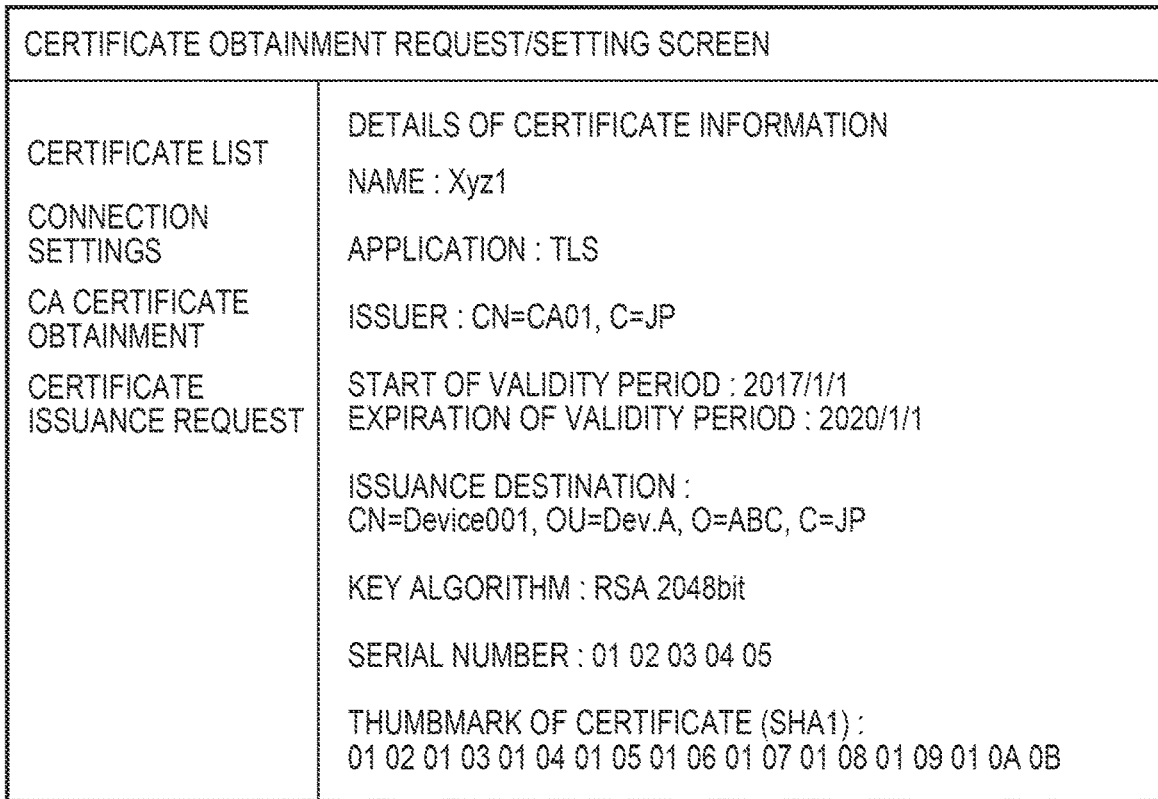 CERTIFICATE OBTAINMENT REQUEST/SETTING SCREEN
CERTIFICATE LIST
CONNECTION
SETTINGS
CA CERTIFICATE
OBTAINMENT
CERTIFICATE
ISSUANCE REQUEST
DETAILS OF CERTIFICATE INFORMATION
NAME : Xyz1
APPLICATION : TLS
ISSUER : CN=CA01, C=JP
START OF VALIDITY PERIOD : 2017/1/1
EXPIRATION OF VALIDITY PERIOD : 2020/1/1
ISSUANCE DESTINATION :
CN=Device001, OU=Dev.A, O=ABC, C=JP
KEY ALGORITHM : RSA 2048bit
SERIAL NUMBER : 01 02 03 04 05
THUMBMARK OF CERTIFICATE (SHA1) :
01 02 01 03 01 04 01 05 01 06 01 07 01 08 01 09 01 0A 0B